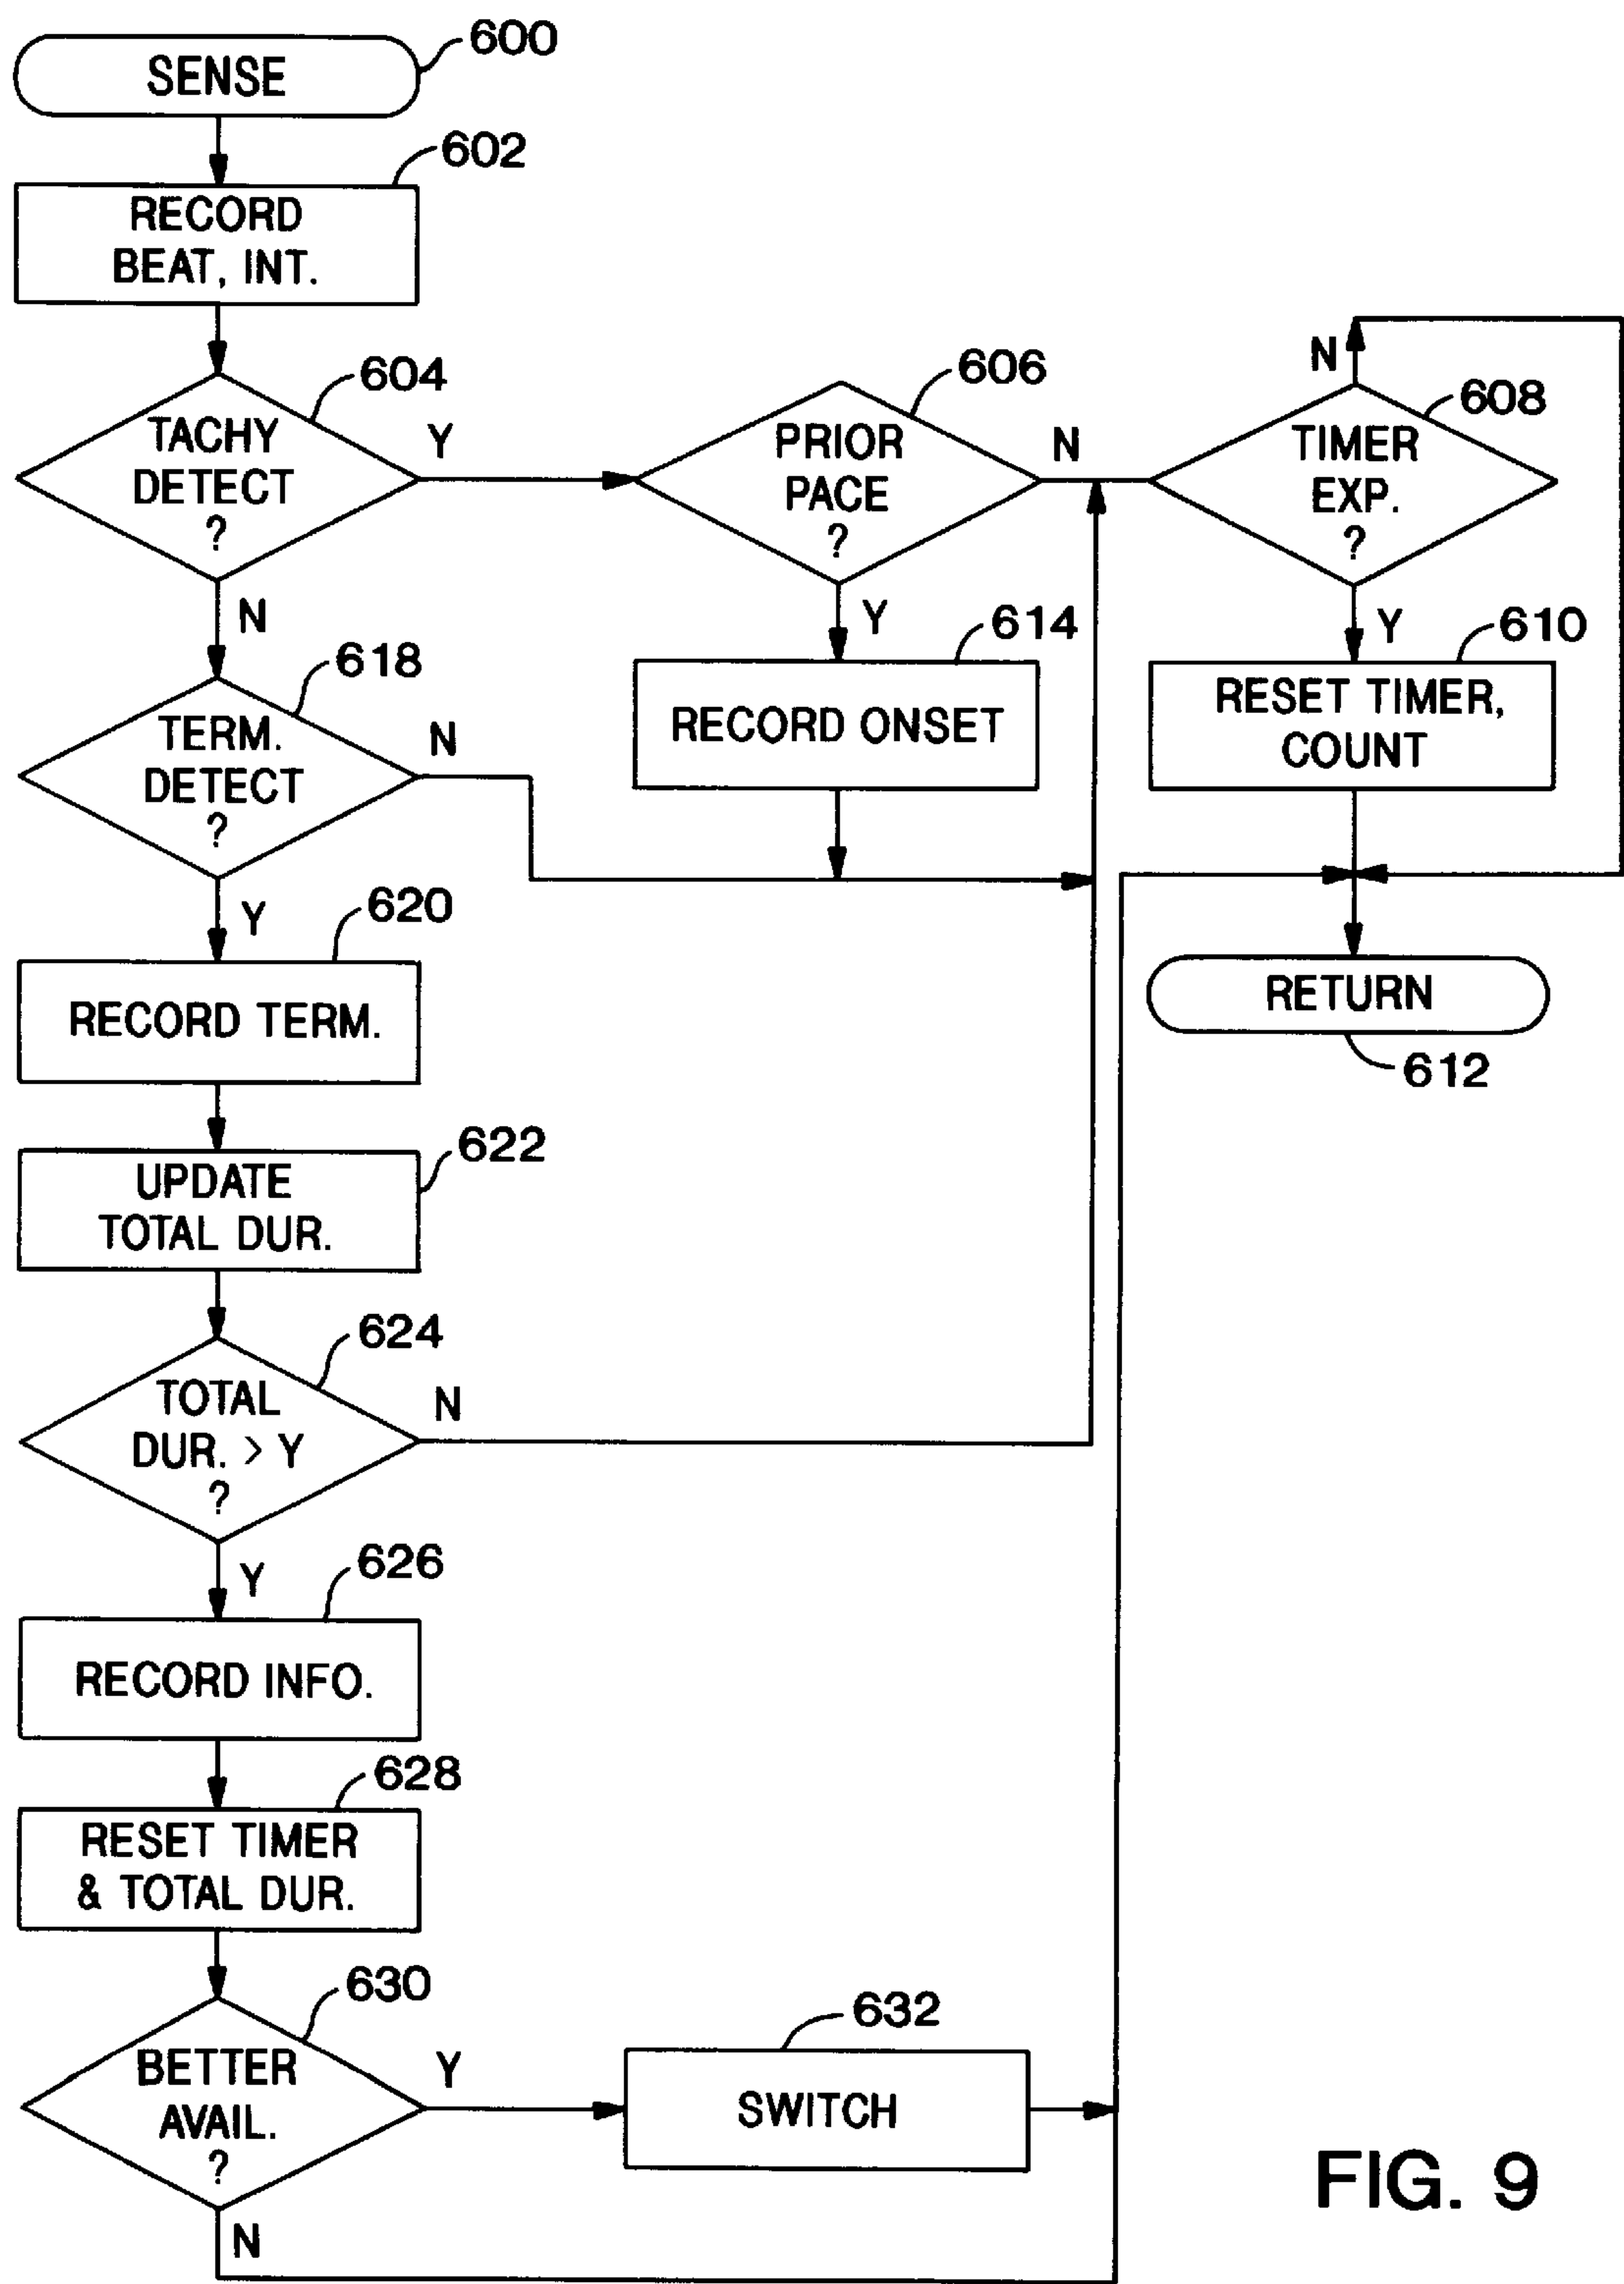 SENSE
600
602
RECORD
BEAT, INT.
604
TACHY
DETECT
?
Y
N
606
PRIOR
PACE
?
N
Y
608
TIMER
EXP.
?
N
Y
614
RECORD ONSET
610
RESET TIMER,
COUNT
RETURN
612
618
TERM.
DETECT
?
N
Y
620
RECORD TERM.
622
UPDATE
TOTAL DUR.
624
TOTAL
DUR. > Y
?
N
Y
626
RECORD INFO.
628
RESET TIMER
& TOTAL DUR.
630
BETTER
AVAIL.
?
Y
N
632
SWITCH
FIG. 9